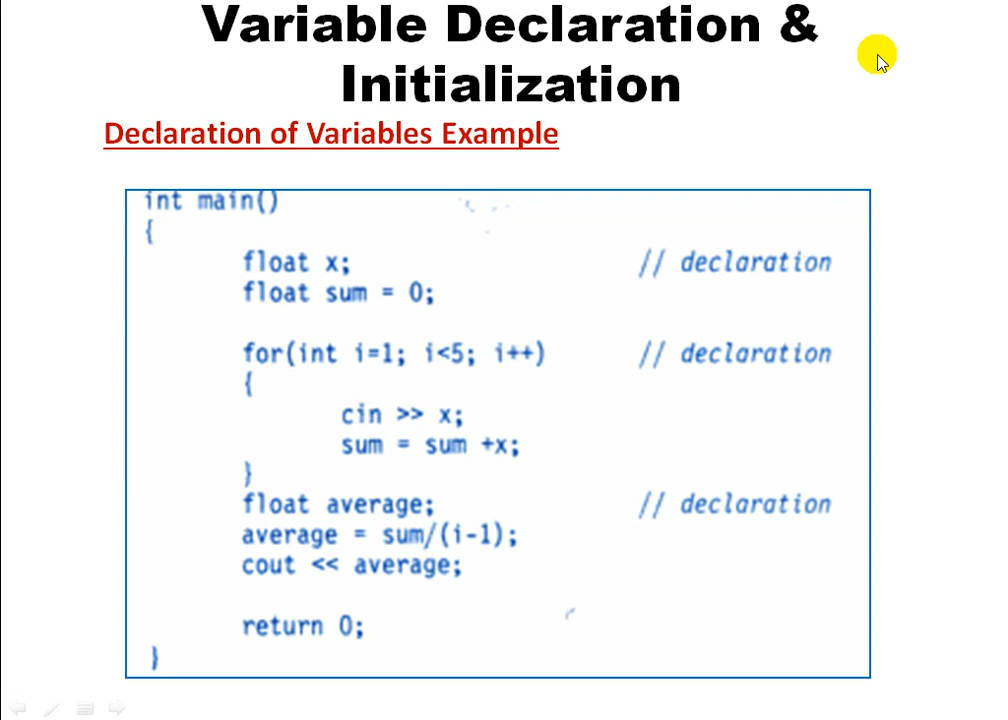 Variable Declaration &
Initialization
Declaration of Variables Example
int main()
{
float x; // declaration
float sum = 0;
for(int i=1; i<5; i++) // declaration
{
cin >> x;
sum = sum +x;
}
float average; // declaration
average = sum/(i-1);
cout << average;
return 0;
}